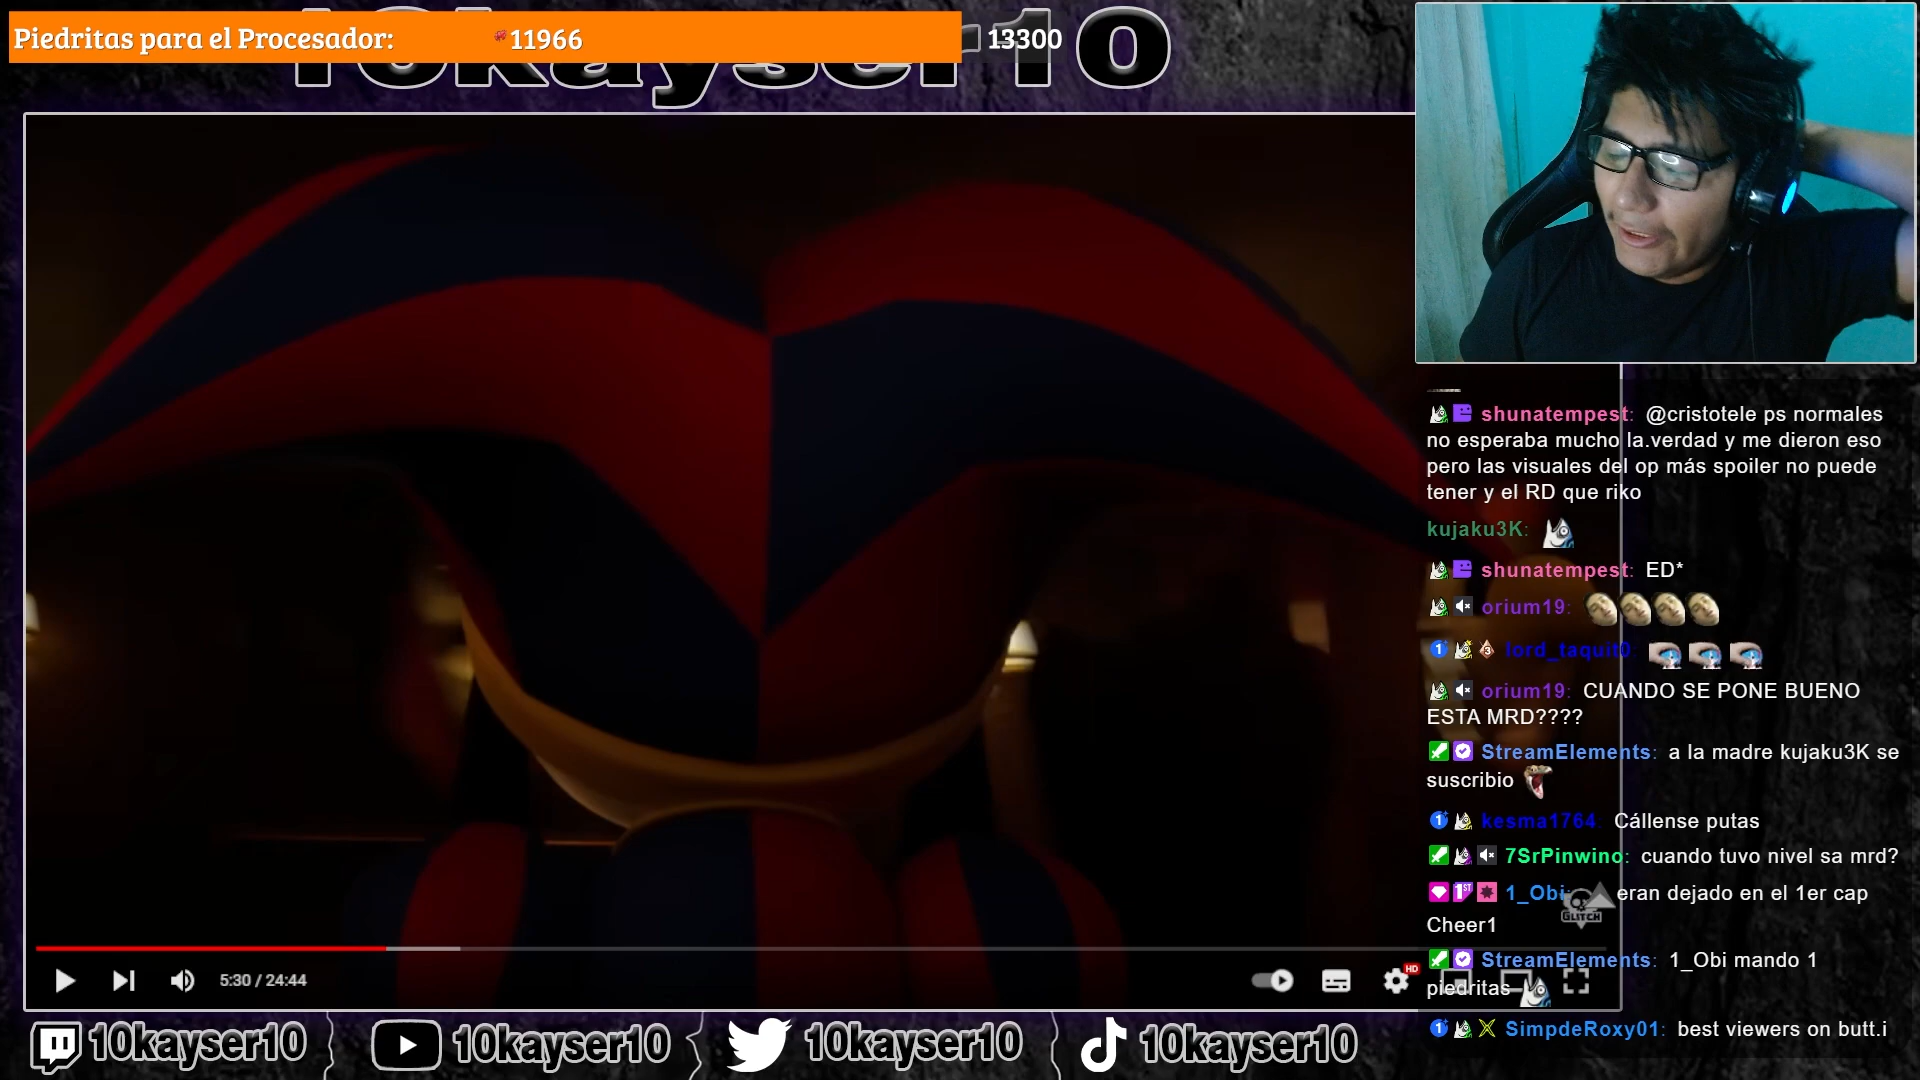 10kayser10
Piedritas para el Procesador: 11966 13300
shunatempest: @cristotele ps normales
no esperaba mucho la.verdad y me dieron eso
pero las visuales del op más spoiler no puede
tener y el RD que riko
kujaku3K:
shunatempest: ED*
orium19:
lord_taquit0:
orium19: CUANDO SE PONE BUENO
ESTA MRD????
StreamElements: a la madre kujaku3K se
suscribio
kesma1764: Cállense putas
7SrPinwino: cuando tuvo nivel sa mrd?
1_Obi: eran dejado en el 1er cap
Cheer1
GLITCH
StreamElements: 1_Obi mando 1
piedritas
SimpdeRoxy01: best viewers on butt.i
5:30 / 24:44
HD
10kayser10 10kayser10 10kayser10 10kayser10